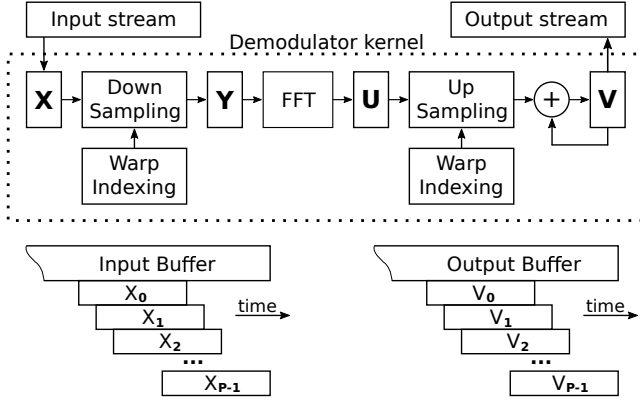 Input stream
Output stream
Demodulator kernel
X
Down Sampling
Y
FFT
U
Up Sampling
+
V
Warp Indexing
Warp Indexing
Input Buffer
X0
X1
X2
...
XP-1
time
Output Buffer
V0
V1
V2
...
VP-1
time